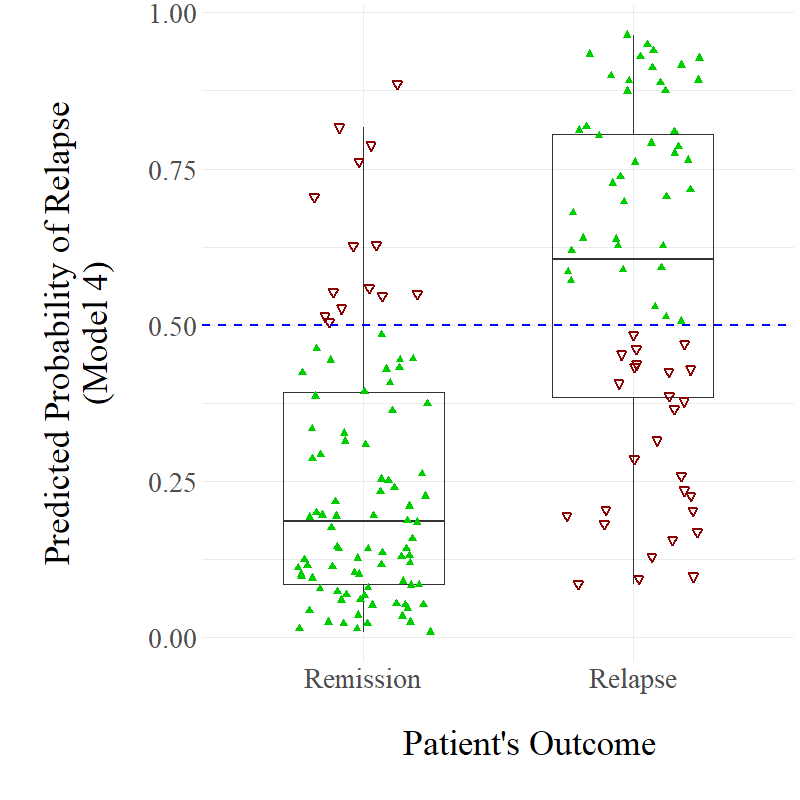 Predicted Probability of Relapse
(Model 4)
1.00
0.75
0.50
0.25
0.00
Remission
Relapse
Patient's Outcome